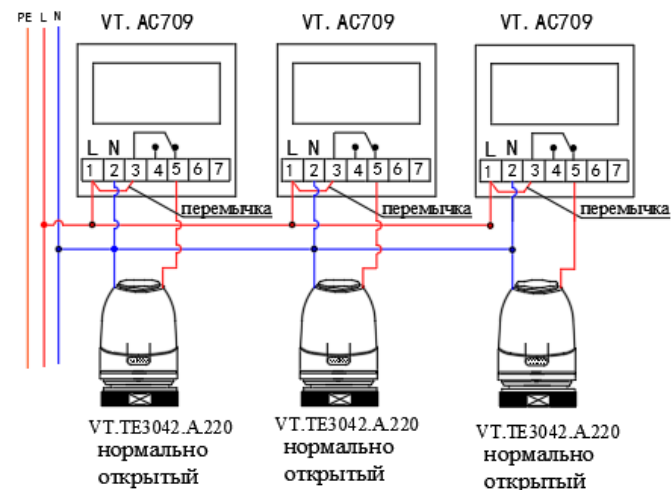 PE L N
VT. AC709 VT. AC709 VT. AC709
L N L N L N
1 2 3 4 5 6 7 1 2 3 4 5 6 7 1 2 3 4 5 6 7
перемычка перемычка перемычка
VT.TE3042.A.220 VT.TE3042.A.220 VT.TE3042.A.220
нормально нормально нормально
открытый открытый открытый